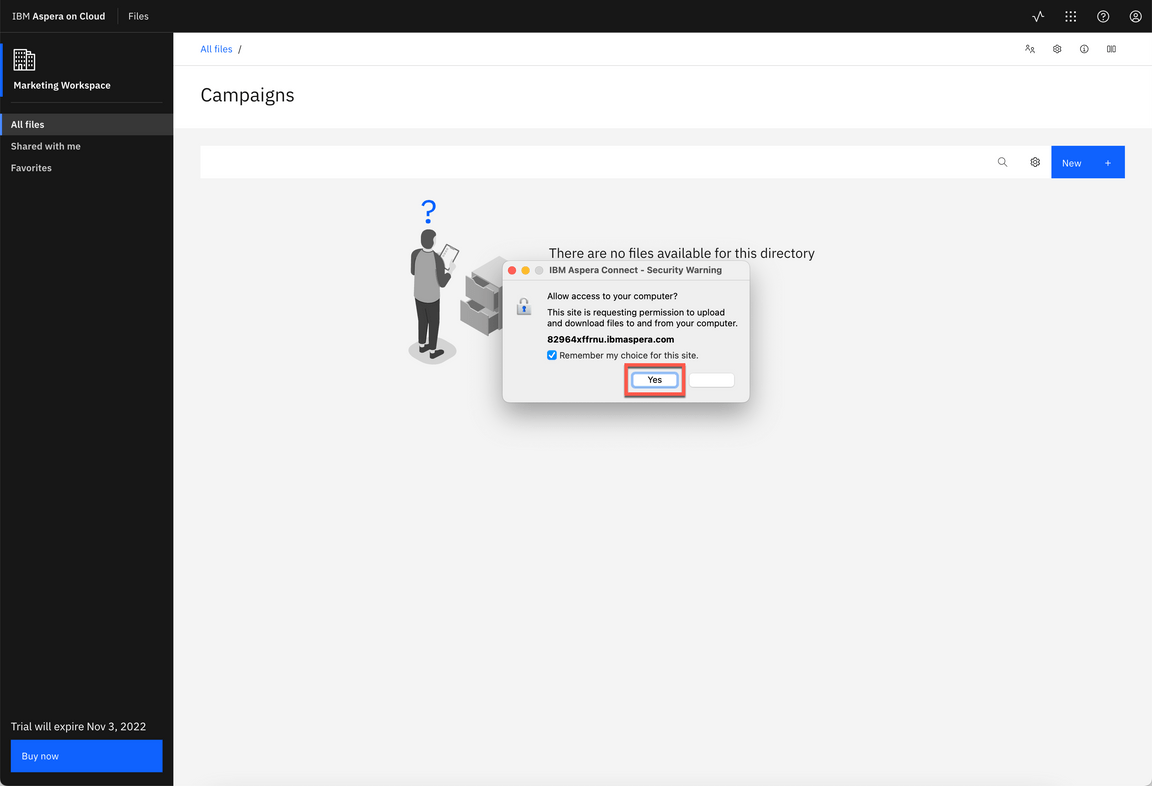 IBM Aspera on Cloud Files
Marketing Workspace
All files
Shared with me
Favorites
Trial will expire Nov 3, 2022
Buy now
All files /
Campaigns
New +
?
There are no files available for this directory
IBM Aspera Connect - Security Warning
Allow access to your computer?
This site is requesting permission to upload
and download files to and from your computer.
82964xffrnu.ibmaspera.com
Remember my choice for this site.
Yes